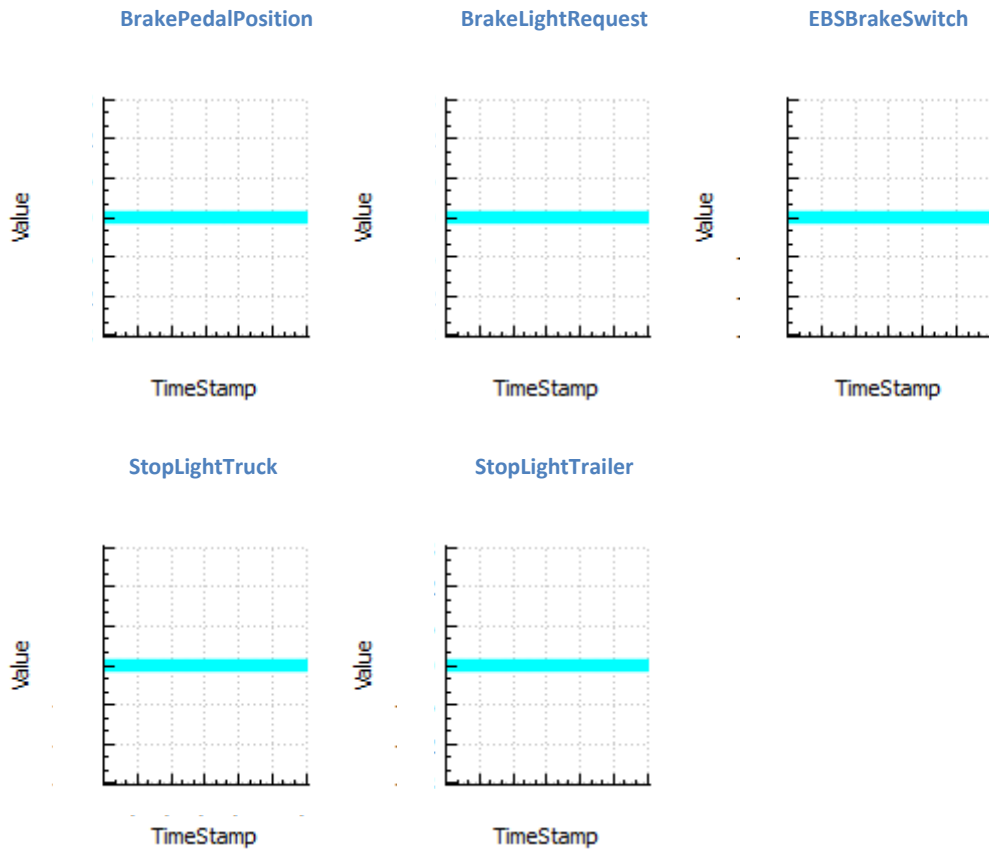 BrakePedalPosition
BrakeLightRequest
EBSBrakeSwitch
Value
Value
Value
TimeStamp
TimeStamp
TimeStamp
StopLightTruck
StopLightTrailer
Value
Value
TimeStamp
TimeStamp